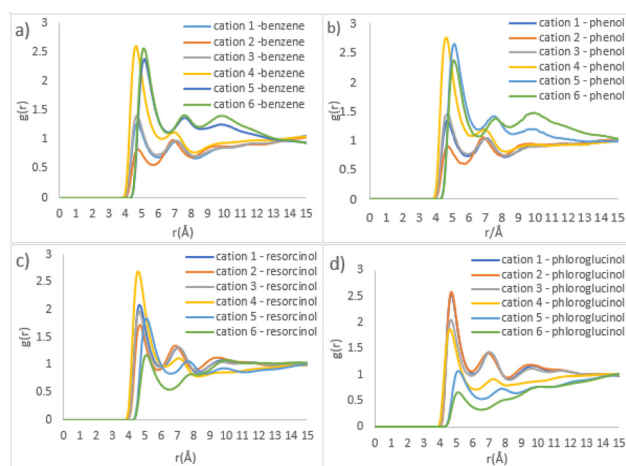 a)
g(r)
3
2.5
2
1.5
1
0.5
0
0 1 2 3 4 5 6 7 8 9 10 11 12 13 14 15
r(Å)
cation 1 -benzene
cation 2 -benzene
cation 3 -benzene
cation 4 -benzene
cation 5 -benzene
cation 6 -benzene
b)
g(r)
3
2.5
2
1.5
1
0.5
0
0 1 2 3 4 5 6 7 8 9 10 11 12 13 14 15
r/Å
cation 1 - phenol
cation 2 - phenol
cation 3 - phenol
cation 4 - phenol
cation 5 - phenol
cation 6 - phenol
c)
g(r)
3
2.5
2
1.5
1
0.5
0
0 1 2 3 4 5 6 7 8 9 10 11 12 13 14 15
r(Å)
cation 1 - resorcinol
cation 2 - resorcinol
cation 3 - resorcinol
cation 4 - resorcinol
cation 5 - resorcinol
cation 6 - resorcinol
d)
g(r)
3
2.5
2
1.5
1
0.5
0
0 1 2 3 4 5 6 7 8 9 10 11 12 13 14 15
r(Å)
cation 1 - phloroglucinol
cation 2 - phloroglucinol
cation 3 - phloroglucinol
cation 4 - phloroglucinol
cation 5 - phloroglucinol
cation 6 - phloroglucinol